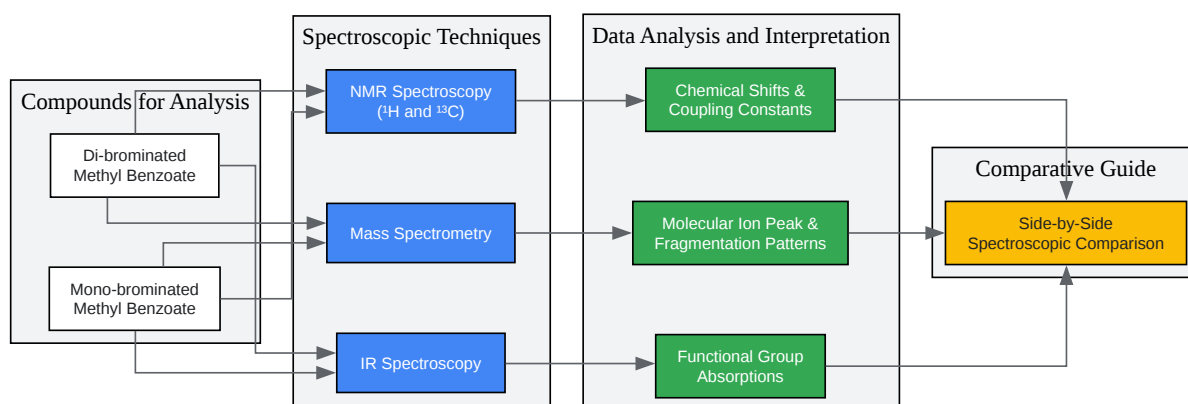 Compounds for Analysis
Di-brominated
Methyl Benzoate
Mono-brominated
Methyl Benzoate
Spectroscopic Techniques
NMR Spectroscopy
(¹H and ¹³C)
Mass Spectrometry
IR Spectroscopy
Data Analysis and Interpretation
Chemical Shifts &
Coupling Constants
Molecular Ion Peak &
Fragmentation Patterns
Functional Group
Absorptions
Comparative Guide
Side-by-Side
Spectroscopic Comparison